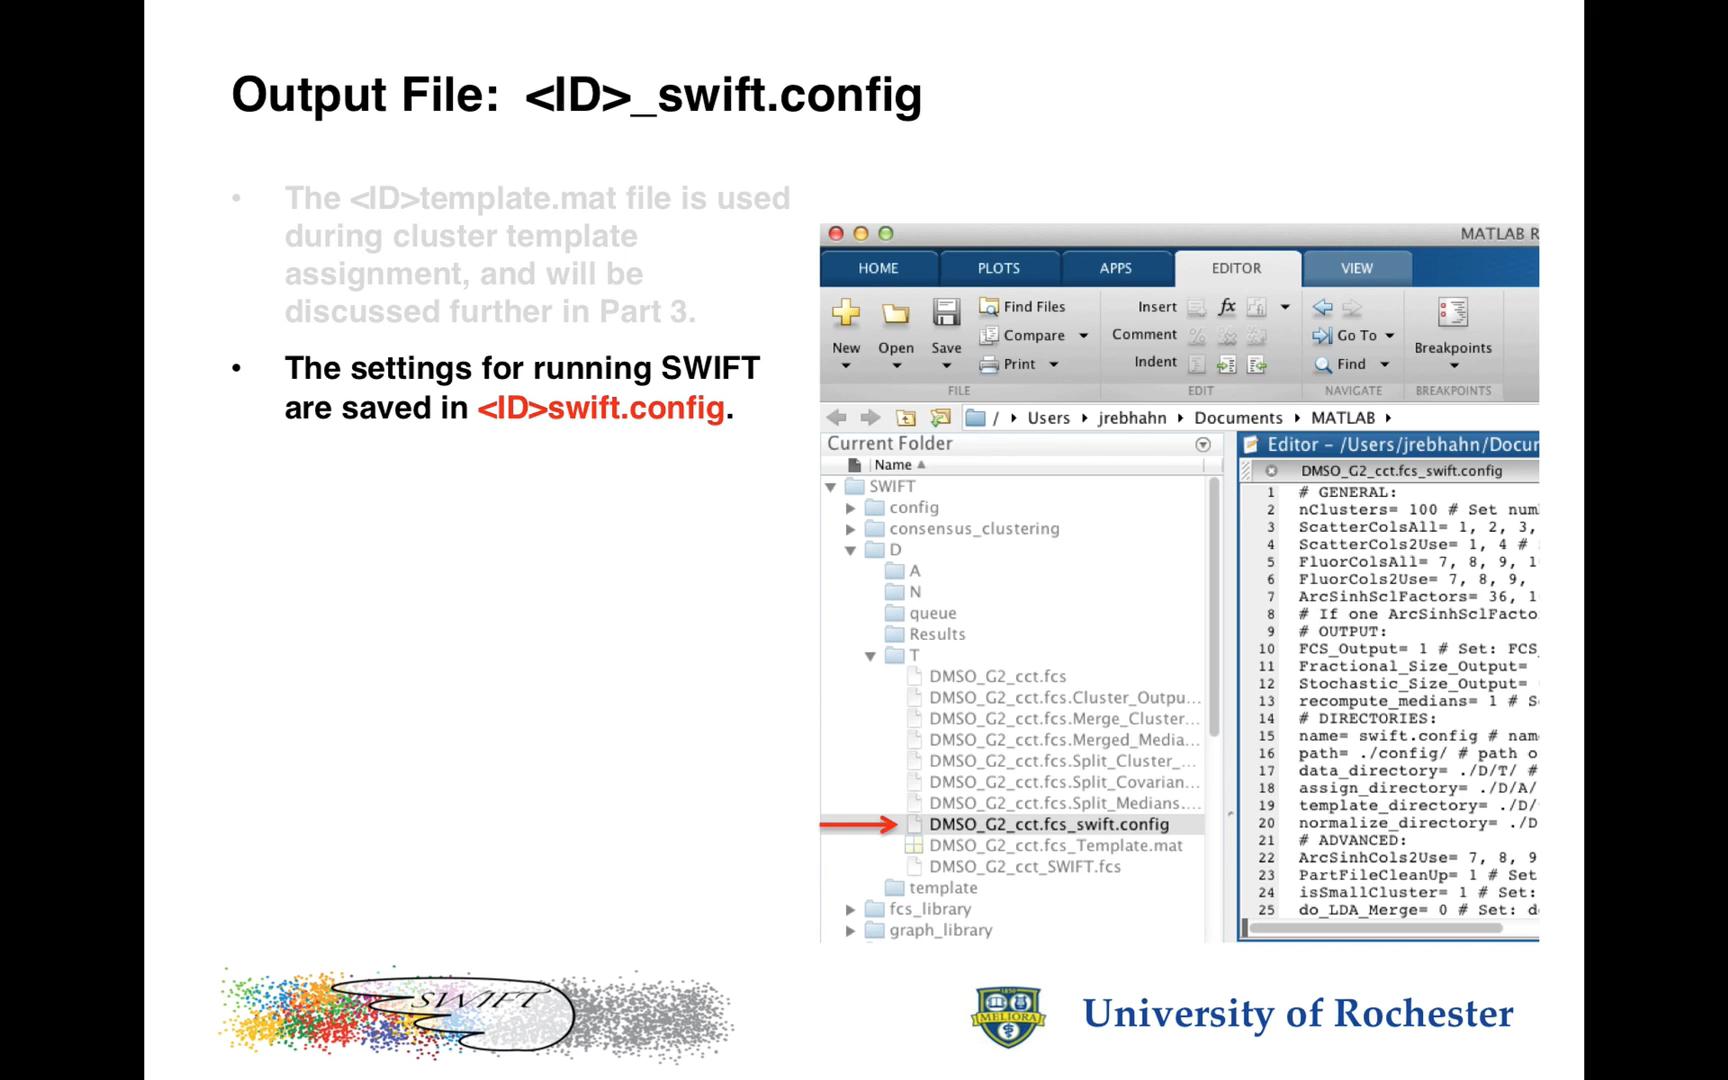 Output File: <ID>_swift.config
• The <ID>template.mat file is used
during cluster template
assignment, and will be
discussed further in Part 3.
• The settings for running SWIFT
are saved in <ID>swift.config.
MATLAB R
HOME PLOTS APPS EDITOR VIEW
New Open Save
Find Files
Compare
Print
FILE
Insert fx
Comment %
Indent
EDIT
Go To
Find
NAVIGATE
Breakpoints
BREAKPOINTS
/ Users jrebhahn Documents MATLAB
Current Folder
Name
SWIFT
config
consensus_clustering
D
A
N
queue
Results
T
DMSO_G2_cct.fcs
DMSO_G2_cct.fcs.Cluster_Outpu...
DMSO_G2_cct.fcs.Merge_Cluster...
DMSO_G2_cct.fcs.Merged_Media...
DMSO_G2_cct.fcs.Split_Cluster_...
DMSO_G2_cct.fcs.Split_Covarian...
DMSO_G2_cct.fcs.Split_Medians....
DMSO_G2_cct.fcs_swift.config
DMSO_G2_cct.fcs_Template.mat
DMSO_G2_cct_SWIFT.fcs
template
fcs_library
graph_library
Editor – /Users/jrebhahn/Docu
DMSO_G2_cct.fcs_swift.config
1 # GENERAL:
2 nClusters= 100 # Set num
3 ScatterColsAll= 1, 2, 3,
4 ScatterCols2Use= 1, 4 #
5 FluorColsAll= 7, 8, 9, 1
6 FluorCols2Use= 7, 8, 9,
7 ArcSinhSclFactors= 36, 1
8 # If one ArcSinhSclFacto
9 # OUTPUT:
10 FCS_Output= 1 # Set: FCS_
11 Fractional_Size_Output=
12 Stochastic_Size_Output=
13 recompute_medians= 1 # S
14 # DIRECTORIES:
15 name= swift.config # nam
16 path= ./config/ # path o
17 data_directory= ./D/T/ #
18 assign_directory= ./D/A/
19 template_directory= ./D/
20 normalize_directory= ./D
21 # ADVANCED:
22 ArcSinhCols2Use= 7, 8, 9
23 PartFileCleanUp= 1 # Set
24 isSmallCluster= 1 # Set:
25 do_LDA_Merge= 0 # Set: d
SWIFT
MELIORA
University of Rochester